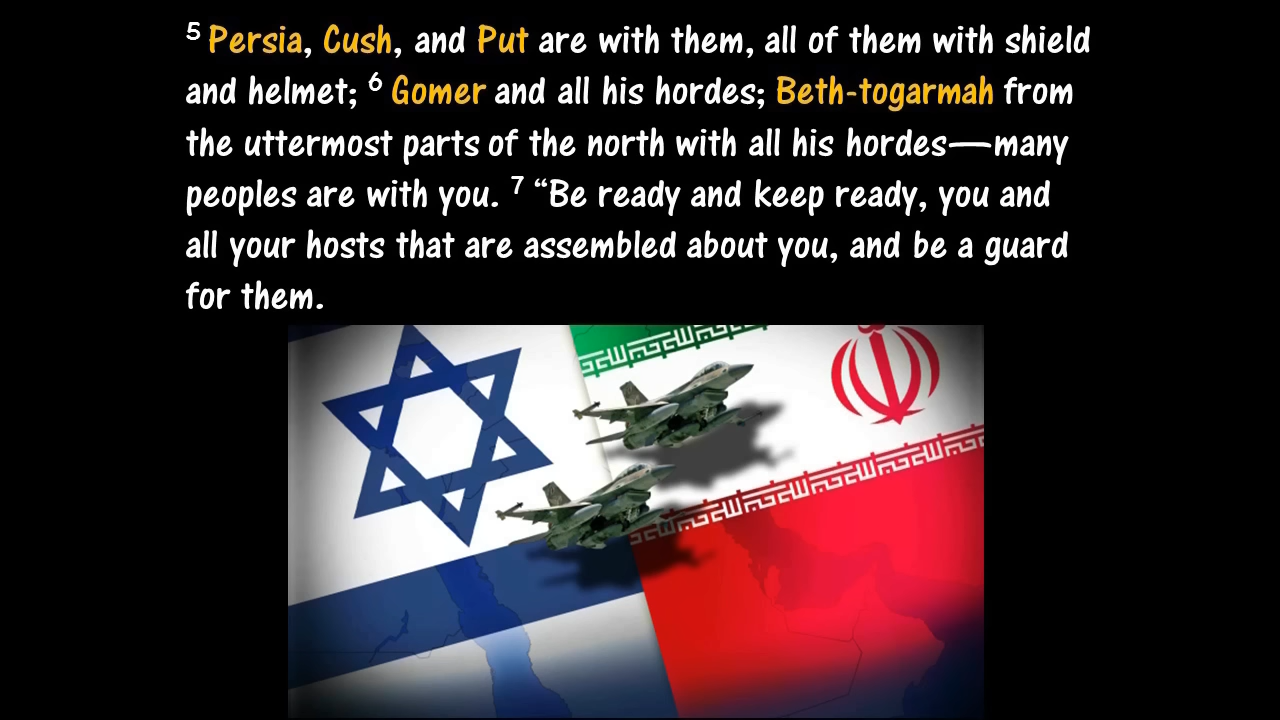 ⁵ Persia, Cush, and Put are with them, all of them with shield
and helmet; ⁶ Gomer and all his hordes; Beth-togarmah from
the uttermost parts of the north with all his hordes—many
peoples are with you. ⁷ “Be ready and keep ready, you and
all your hosts that are assembled about you, and be a guard
for them.